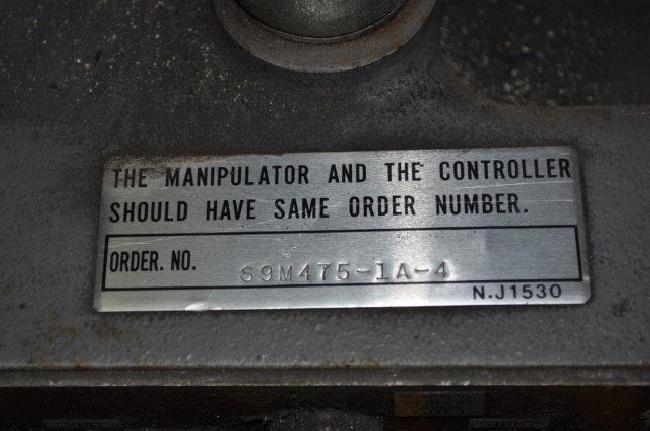 THE MANIPULATOR AND THE CONTROLLER
SHOULD HAVE SAME ORDER NUMBER.
ORDER. NO. S9M475-1A-4
N.J1530